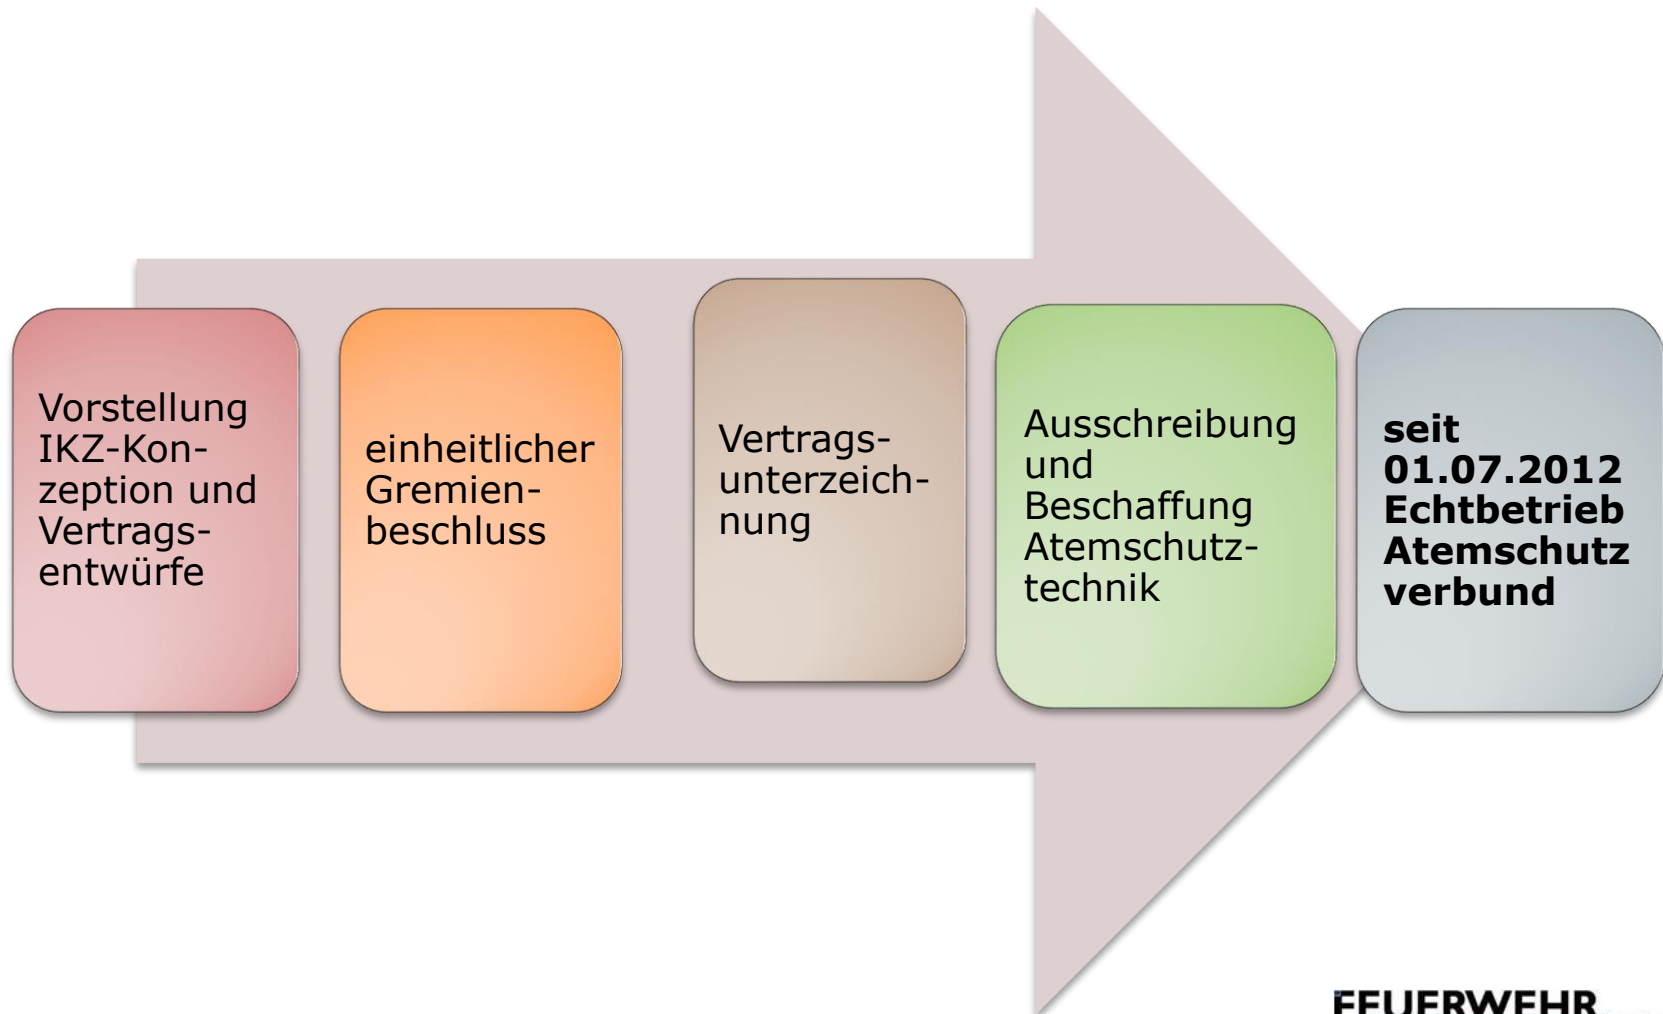 Vorstellung
IKZ-Kon-
zeption und
Vertrags-
entwürfe
einheitlicher
Gremien-
beschluss
Vertrags-
unterzeich-
nung
Ausschreibung
und
Beschaffung
Atemschutz-
technik
seit
01.07.2012
Echtbetrieb
Atemschutz
verbund
FEUERWEHR